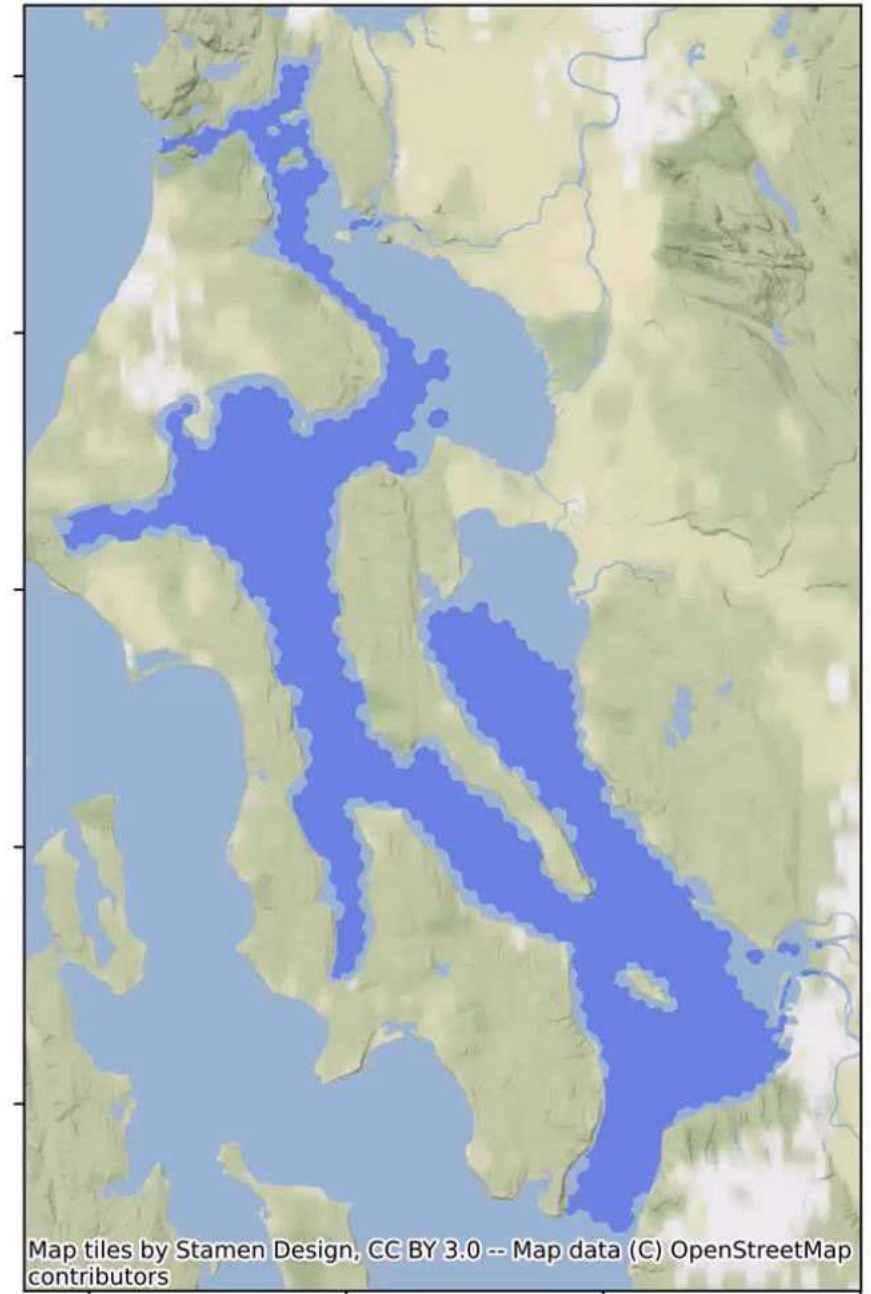 Map tiles by Stamen Design, CC BY 3.0 -- Map data (C) OpenStreetMap
contributors